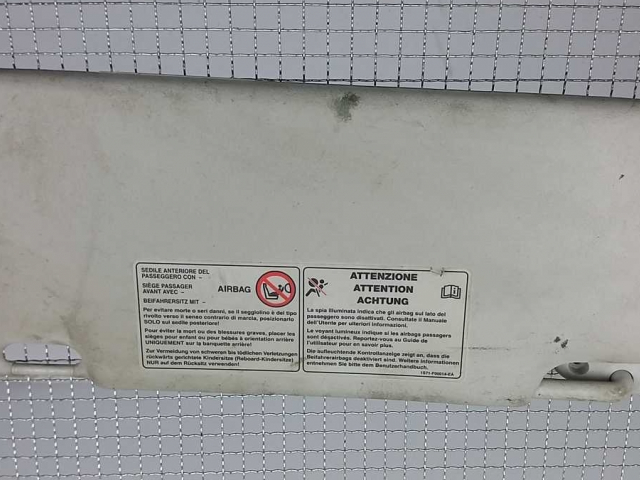 SEDILE ANTERIORE DEL
PASSEGGERO CON –
SIÈGE PASSAGER
AVANT AVEC –
BEIFAHRERSITZ MIT –
AIRBAG
Per evitare morte o seri danni, se il seggiolino è del tipo
rivolto verso il senso contrario di marcia, posizionarlo
SOLO sul sedile posteriore!
Pour éviter la mort ou des blessures graves, placez les
sièges pour enfant ou pour bébés à orientation arrière
UNIQUEMENT sur la banquette arrière!
Zur Vermeidung von schweren bis tödlichen Verletzungen
rückwärts gerichtete Kindersitze (Reboard-Kindersitze)
NUR auf dem Rücksitz verwenden!
ATTENZIONE
ATTENTION
ACHTUNG
La spia illuminata indica che gli airbag sul lato del
passeggero sono disattivati. Consultate il Manuale
dell'Utente per ulteriori informazioni.
Le voyant lumineux indique si les airbags passagers
sont désactivés. Reportez-vous au Guide de
l'utilisateur pour en savoir plus.
Die aufleuchtende Kontrollanzeige zeigt an, dass die
Beifahrerairbags deaktiviert sind. Weitere Informationen
entnehmen Sie bitte dem Benutzerhandbuch.